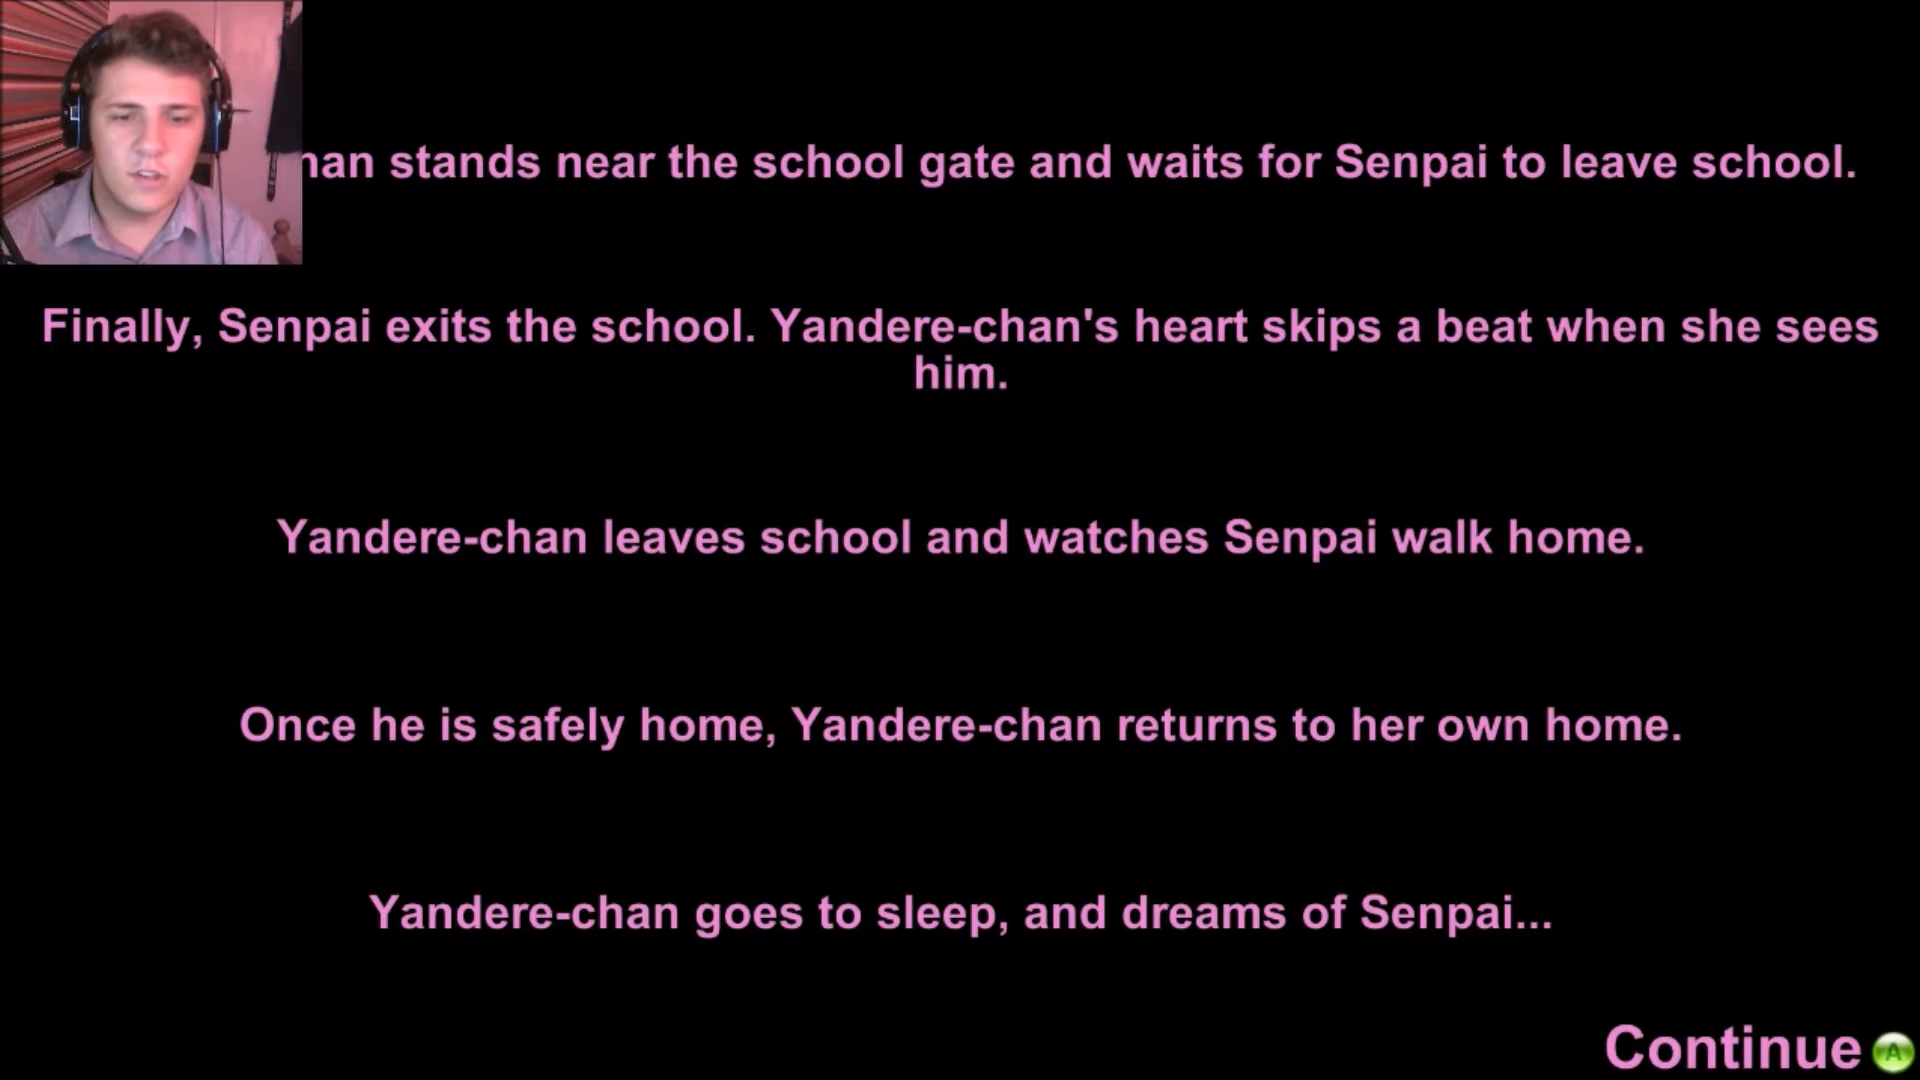 stands near the school gate and waits for Senpai to leave school.
Finally, Senpai exits the school. Yandere-chan's heart skips a beat when she sees
him.
Yandere-chan leaves school and watches Senpai walk home.
Once he is safely home, Yandere-chan returns to her own home.
Yandere-chan goes to sleep, and dreams of Senpai...
Continue A